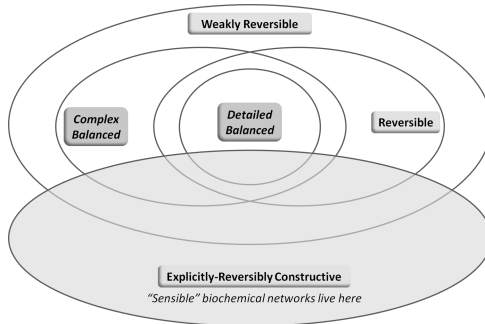 Weakly Reversible
Complex
Balanced
Detailed
Balanced
Reversible
Explicitly-Reversibly Constructive
“Sensible” biochemical networks live here